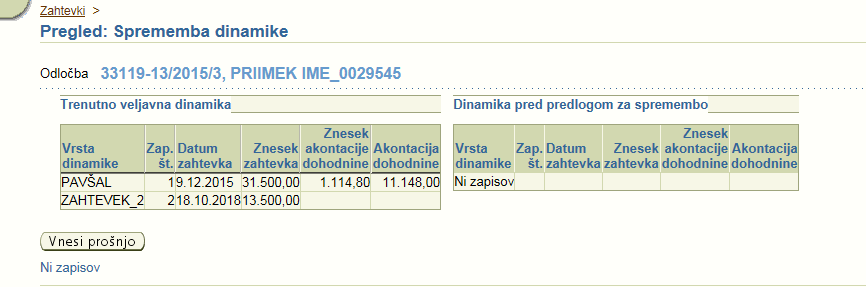 Zahtevki >
Pregled: Sprememba dinamike
Odločba 33119-13/2015/3, PRIIMEK IME_0029545
Trenutno veljavna dinamika
Vrsta dinamike Zap. št. Datum zahtevka Znesek zahtevka Znesek akontacije dohodnine Akontacija dohodnine
PAVŠAL 1 9.12.2015 31.500,00 1.114,80 11.148,00
ZAHTEVEK_2 2 18.10.2018 13.500,00
Dinamika pred predlogom za spremembo
Vrsta dinamike Zap. št. Datum zahtevka Znesek zahtevka Znesek akontacije dohodnine Akontacija dohodnine
Ni zapisov
Vnesi prošnjo
Ni zapisov